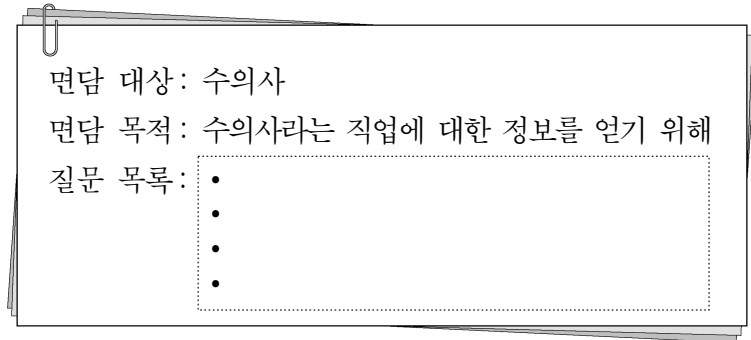 면담 대상: 수의사
면담 목적: 수의사라는 직업에 대한 정보를 얻기 위해
질문 목록: •
•
•
•